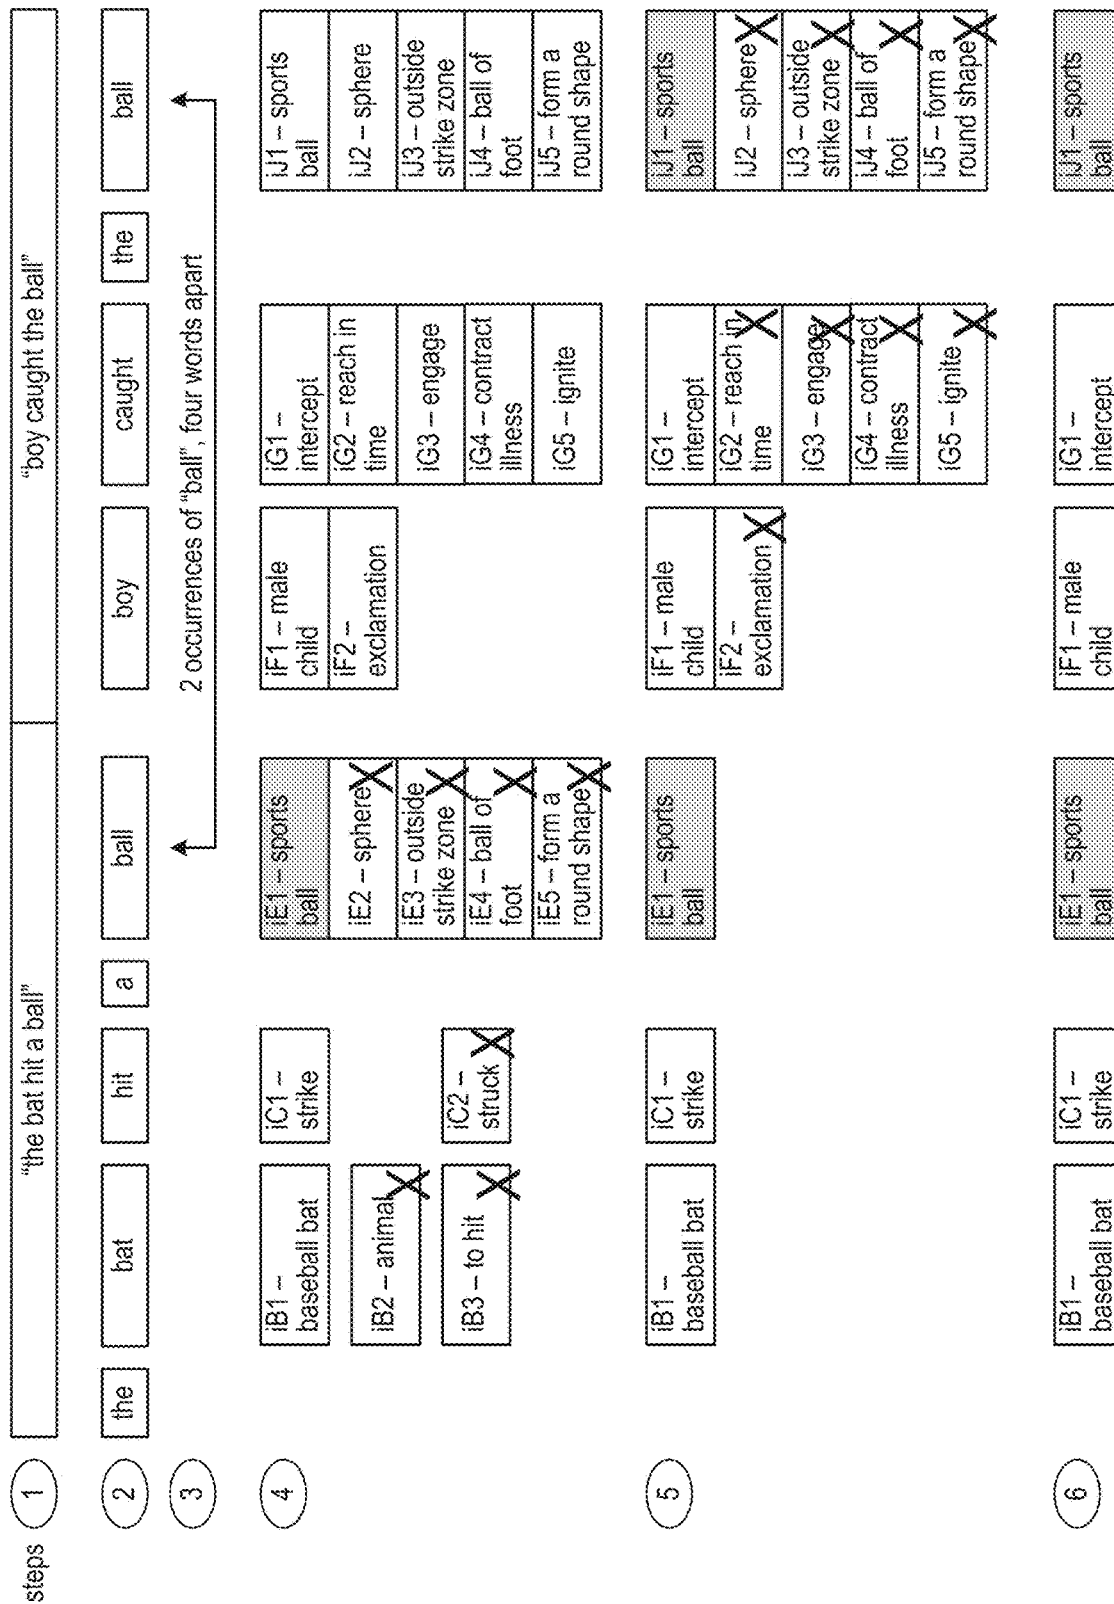 steps
1
"the bat hit a ball"
"boy caught the ball"
2
the
bat
hit
a
ball
boy
caught
the
ball
3
2 occurrences of "ball", four words apart
4
iB1 –
baseball bat
iB2 – animal
iB3 – to hit
iC1 –
strike
iC2 –
struck
iE1 – sports
ball
iE2 – sphere
iE3 – outside
strike zone
iE4 – ball of
foot
iE5 – form a
round shape
iF1 – male
child
iF2 –
exclamation
iG1 –
intercept
iG2 – reach in
time
iG3 – engage
iG4 – contract
illness
iG5 – ignite
iJ1 – sports
ball
iJ2 – sphere
iJ3 – outside
strike zone
iJ4 – ball of
foot
iJ5 – form a
round shape
5
iB1 –
baseball bat
iC1 –
strike
iE1 – sports
ball
iF1 – male
child
iF2 –
exclamation
iG1 –
intercept
iG2 – reach in
time
iG3 – engage
iG4 – contract
illness
iG5 – ignite
iJ1 – sports
ball
iJ2 – sphere
iJ3 – outside
strike zone
iJ4 – ball of
foot
iJ5 – form a
round shape
6
iB1 –
baseball bat
iC1 –
strike
iE1 – sports
ball
iF1 – male
child
iG1 –
intercept
iJ1 – sports
ball